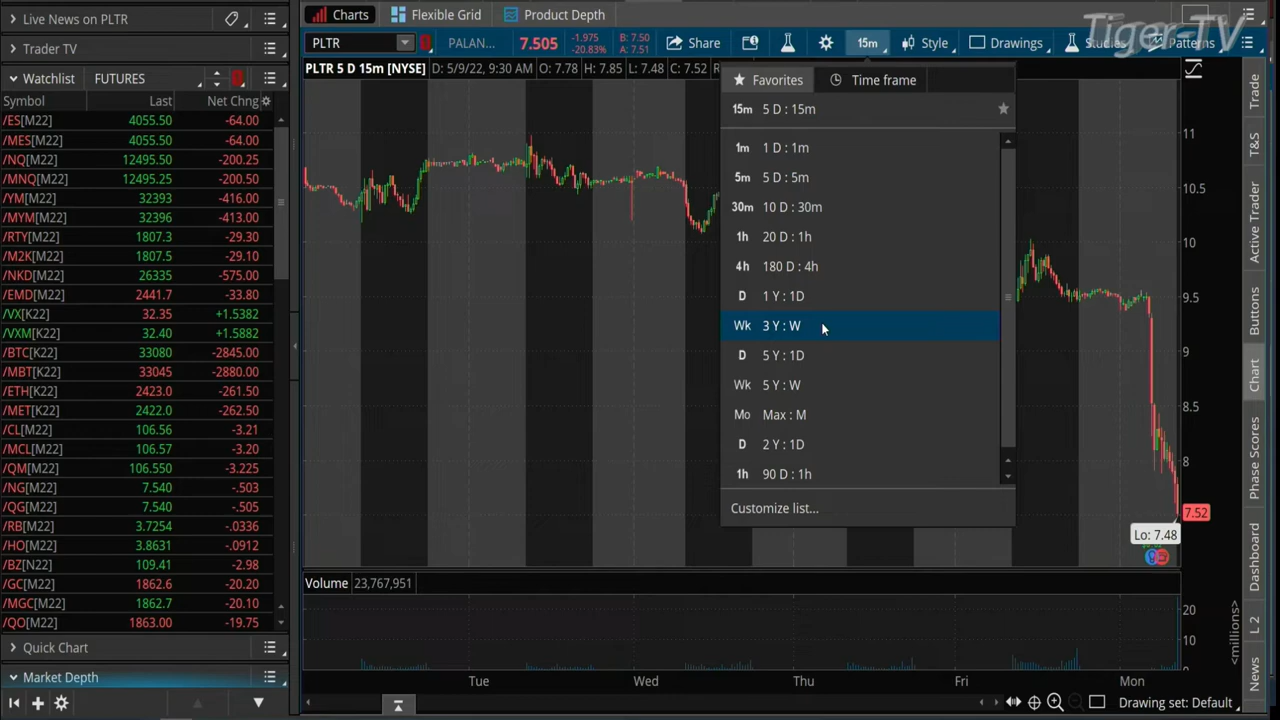 Live News on PLTR
Charts
Flexible Grid
Product Depth
Tiger-TV
Trader TV
PLTR
PALAN...
7.505
-1.975
-20.83%
B: 7.50
A: 7.51
Share
15m
Style
Drawings
Studies
Patterns
Watchlist
FUTURES
PLTR 5 D 15m [NYSE]
D: 5/9/22, 9:30 AM
O: 7.78
H: 7.85
L: 7.48
C: 7.52
R
Symbol
Last
Net Chng
/ES[M22] 4055.50 -64.00
/MES[M22] 4055.50 -64.00
/NQ[M22] 12495.50 -200.25
/MNQ[M22] 12495.25 -200.50
/YM[M22] 32393 -416.00
/MYM[M22] 32396 -413.00
/RTY[M22] 1807.3 -29.30
/M2K[M22] 1807.5 -29.10
/NKD[M22] 26335 -575.00
/EMD[M22] 2441.7 -33.80
/VX[K22] 32.35 +1.5382
/VXM[K22] 32.40 +1.5882
/BTC[K22] 33080 -2845.00
/MBT[K22] 33045 -2880.00
/ETH[K22] 2423.0 -261.50
/MET[K22] 2422.0 -262.50
/CL[M22] 106.56 -3.21
/MCL[M22] 106.57 -3.20
/QM[M22] 106.550 -3.225
/NG[M22] 7.540 -.503
/QG[M22] 7.540 -.505
/RB[M22] 3.7254 -.0336
/HO[M22] 3.8631 -.0912
/BZ[N22] 109.41 -2.98
/GC[M22] 1862.6 -20.20
/MGC[M22] 1862.7 -20.10
/QO[M22] 1863.00 -19.75
Quick Chart
Market Depth
Favorites
Time frame
15m 5 D : 15m
1m 1 D : 1m
5m 5 D : 5m
30m 10 D : 30m
1h 20 D : 1h
4h 180 D : 4h
D 1 Y : 1D
Wk 3 Y : W
D 5 Y : 1D
Wk 5 Y : W
Mo Max : M
D 2 Y : 1D
1h 90 D : 1h
Customize list...
11
10.5
10
9.5
9
8.5
8
7.52
Lo: 7.48
Volume 23,767,951
20
10
0
<millions>
Tue
Wed
Thu
Fri
Mon
Drawing set: Default
Trade
T&S
Active Trader
Buttons
Chart
Phase Scores
Dashboard
L 2
News